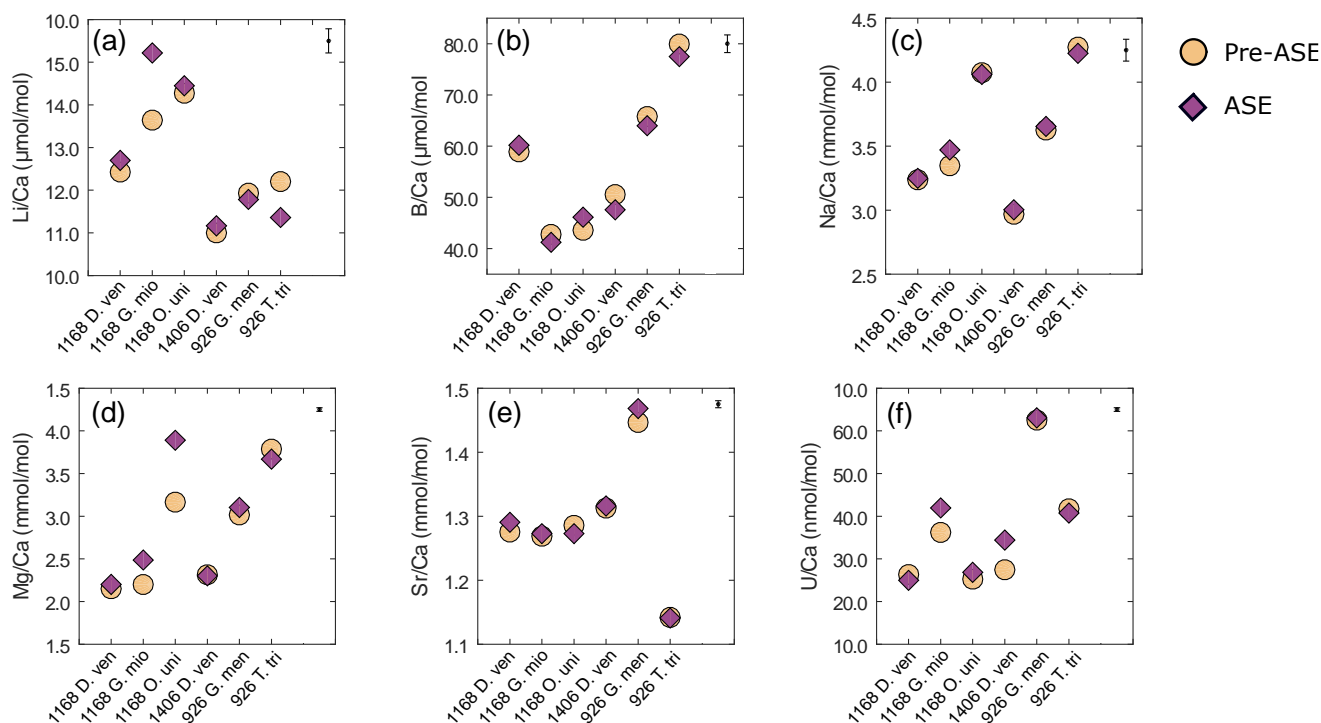 (a)
Li/Ca (μmol/mol)
10.0
15.0
14.0
13.0
12.0
11.0
10.0
1168 D. ven
1168 G. mio
1168 O. uni
1406 D. ven
926 G. men
926 T. tri
(b)
B/Ca (μmol/mol)
80.0
70.0
60.0
50.0
40.0
1168 D. ven
1168 G. mio
1168 O. uni
1406 D. ven
926 G. men
926 T. tri
(c)
Na/Ca (mmol/mol)
4.5
4.0
3.5
3.0
2.5
1168 D. ven
1168 G. mio
1168 O. uni
1406 D. ven
926 G. men
926 T. tri
Pre-ASE
ASE
(d)
Mg/Ca (mmol/mol)
1.5
4.0
3.5
3.0
2.5
2.0
1.5
1168 D. ven
1168 G. mio
1168 O. uni
1406 D. ven
926 G. men
926 T. tri
(e)
Sr/Ca (mmol/mol)
1.5
1.4
1.3
1.2
1.1
1168 D. ven
1168 G. mio
1168 O. uni
1406 D. ven
926 G. men
926 T. tri
(f)
U/Ca (nmol/mol)
10.0
60.0
50.0
40.0
30.0
20.0
10.0
1168 D. ven
1168 G. mio
1168 O. uni
1406 D. ven
926 G. men
926 T. tri